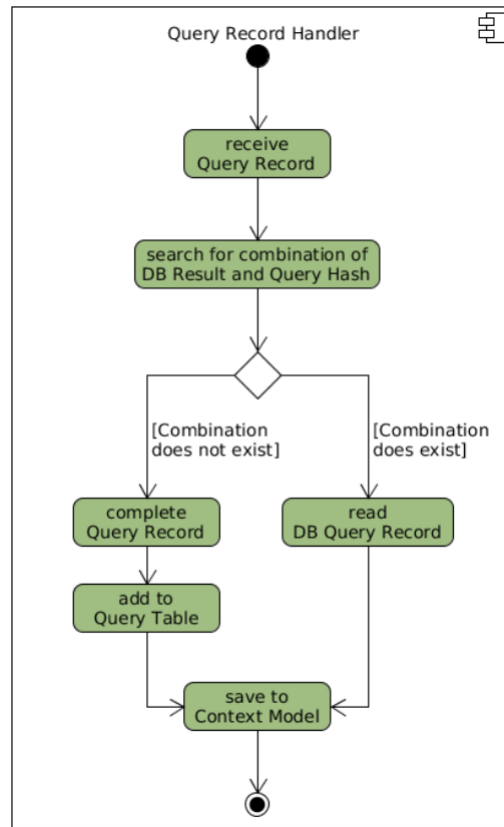 Query Record Handler
receive
Query Record
search for combination of
DB Result and Query Hash
[Combination
does not exist]
[Combination
does exist]
complete
Query Record
read
DB Query Record
add to
Query Table
save to
Context Model